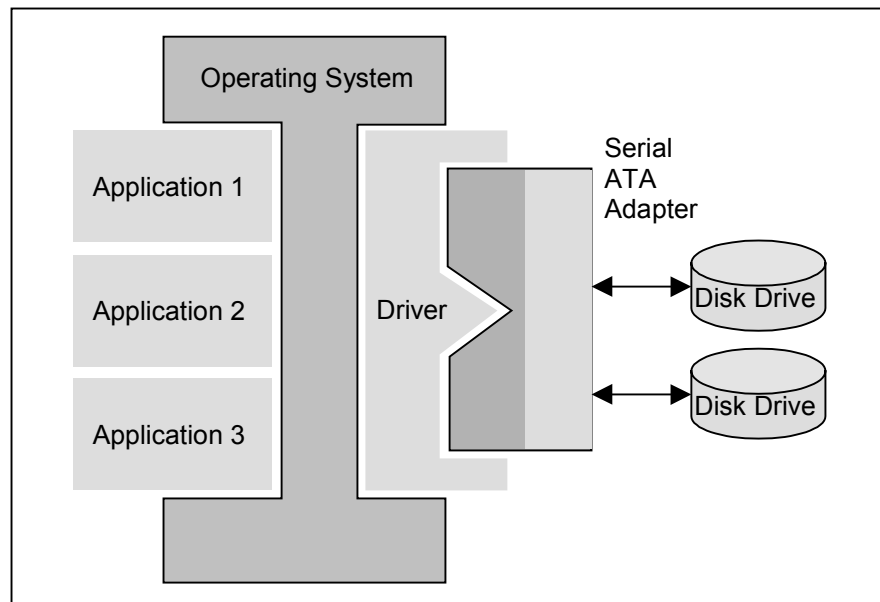 Operating System
Application 1
Application 2
Application 3
Driver
Serial
ATA
Adapter
Disk Drive
Disk Drive